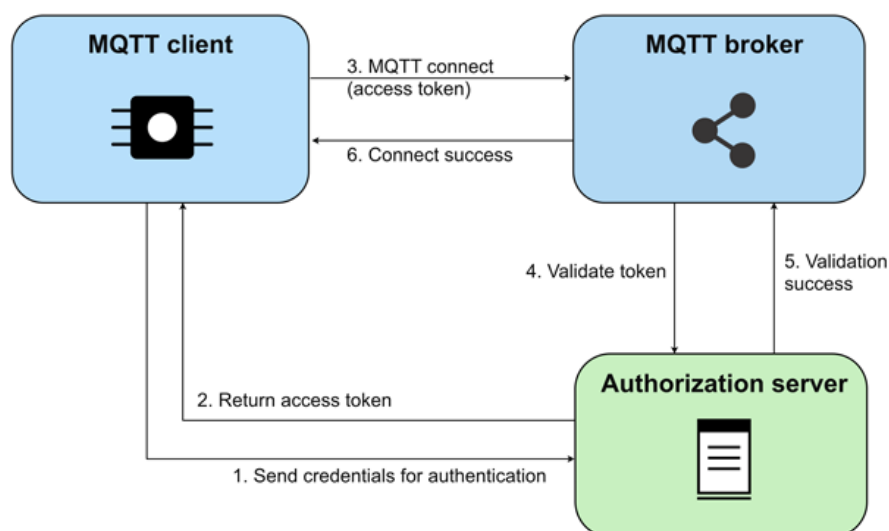 MQTT client
MQTT broker
3. MQTT connect
(access token)
6. Connect success
4. Validate token
5. Validation
success
Authorization server
2. Return access token
1. Send credentials for authentication